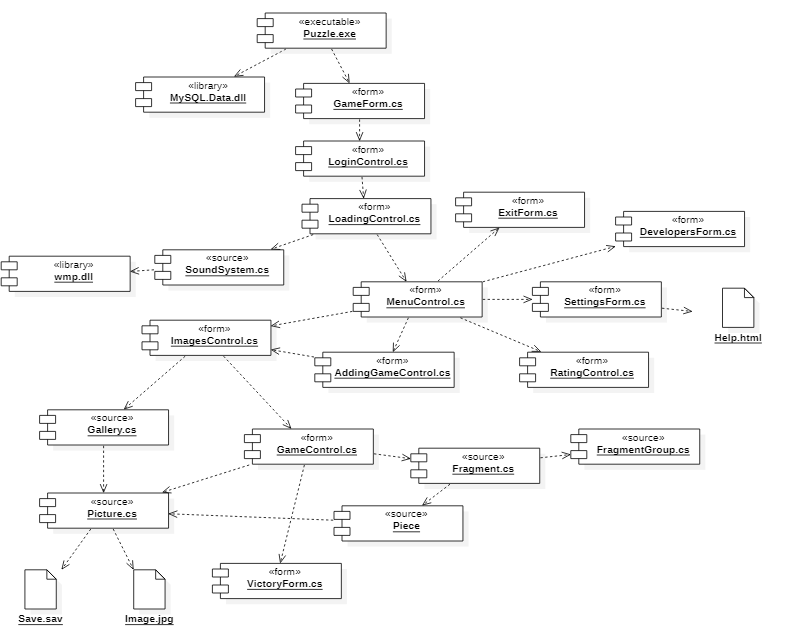 «executable»
Puzzle.exe
«library»
MySQL.Data.dll
«form»
GameForm.cs
«form»
LoginControl.cs
«form»
LoadingControl.cs
«form»
ExitForm.cs
«form»
DevelopersForm.cs
«library»
wmp.dll
«source»
SoundSystem.cs
«form»
MenuControl.cs
«form»
SettingsForm.cs
Help.html
«form»
ImagesControl.cs
«form»
AddingGameControl.cs
«form»
RatingControl.cs
«source»
Gallery.cs
«form»
GameControl.cs
«source»
Fragment.cs
«source»
FragmentGroup.cs
«source»
Picture.cs
«source»
Piece
«form»
VictoryForm.cs
Save.sav
Image.jpg